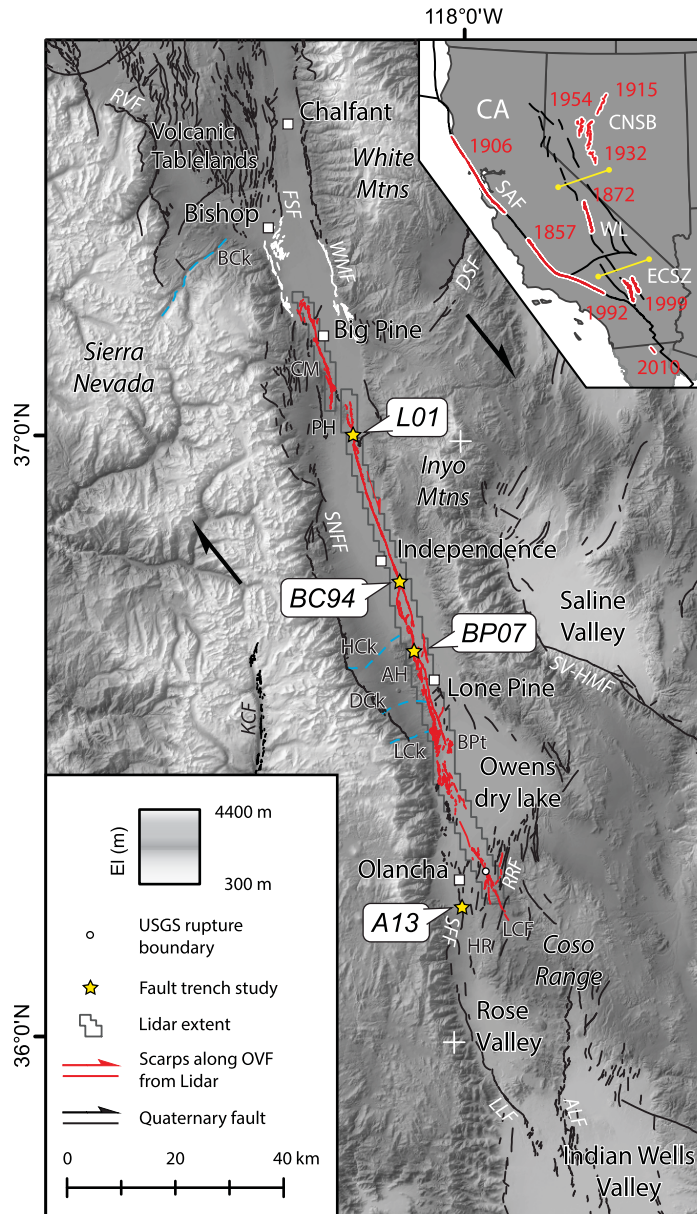 118°0'W
RVF
Volcanic
Tablelands
Chalfant
White
Mtns
Bishop
FSF
WMF
BCk
DSF
CA
1954
1915
CNSB
1906
1932
SAF
1872
1857
WL
ECSZ
1992
1999
2010
Sierra
Nevada
Big Pine
CM
37°0'N
PH
L01
Inyo
Mtns
SNFF
Independence
BC94
Saline
Valley
BP07
HCk
AH
SV-HMF
Lone Pine
DCk
KCF
LCk
BPt
Owens
dry lake
Olancha
RRF
A13
SFF
LCF
HR
Coso
Range
36°0'N
Rose
Valley
LLF
ALF
Indian Wells
Valley
El (m)
4400 m
300 m
USGS rupture
boundary
Fault trench study
Lidar extent
Scarps along OVF
from Lidar
Quaternary fault
0 20 40 km